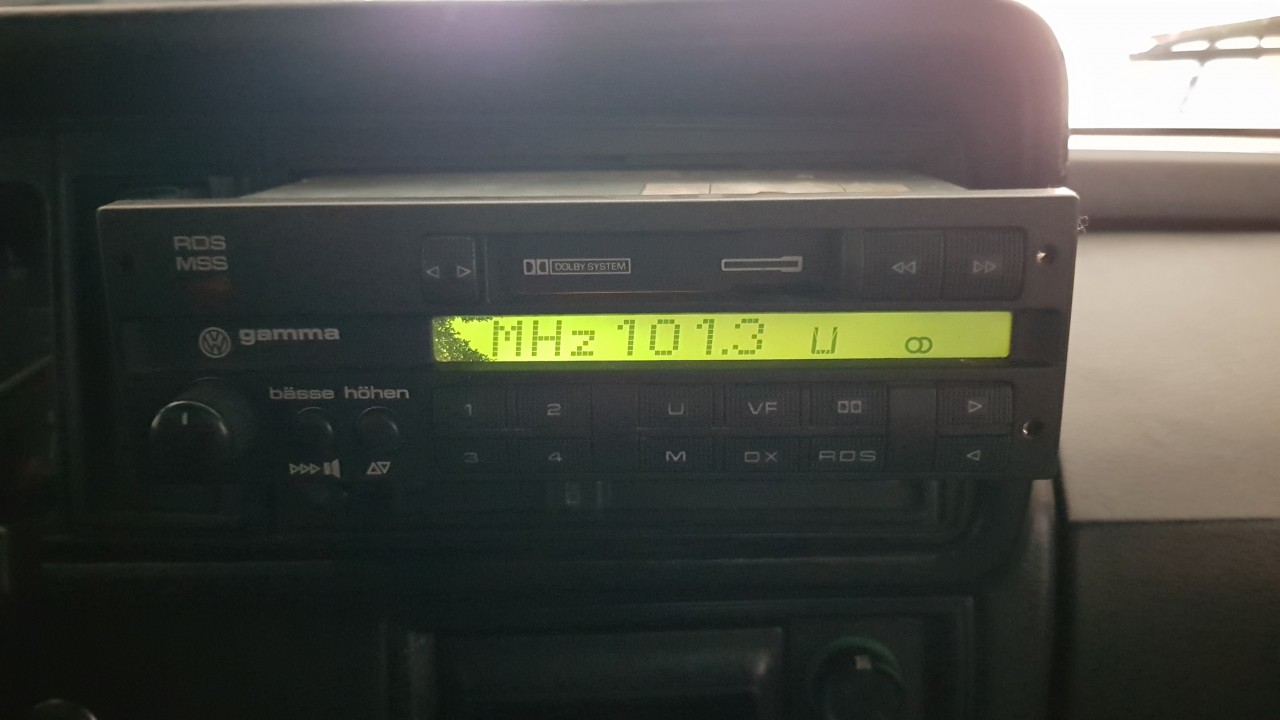 RDS
MSS
DOLBY SYSTEM
gamma
MHz 101.3 U
bässe höhen
1 2 U VF
3 4 M DX RDS